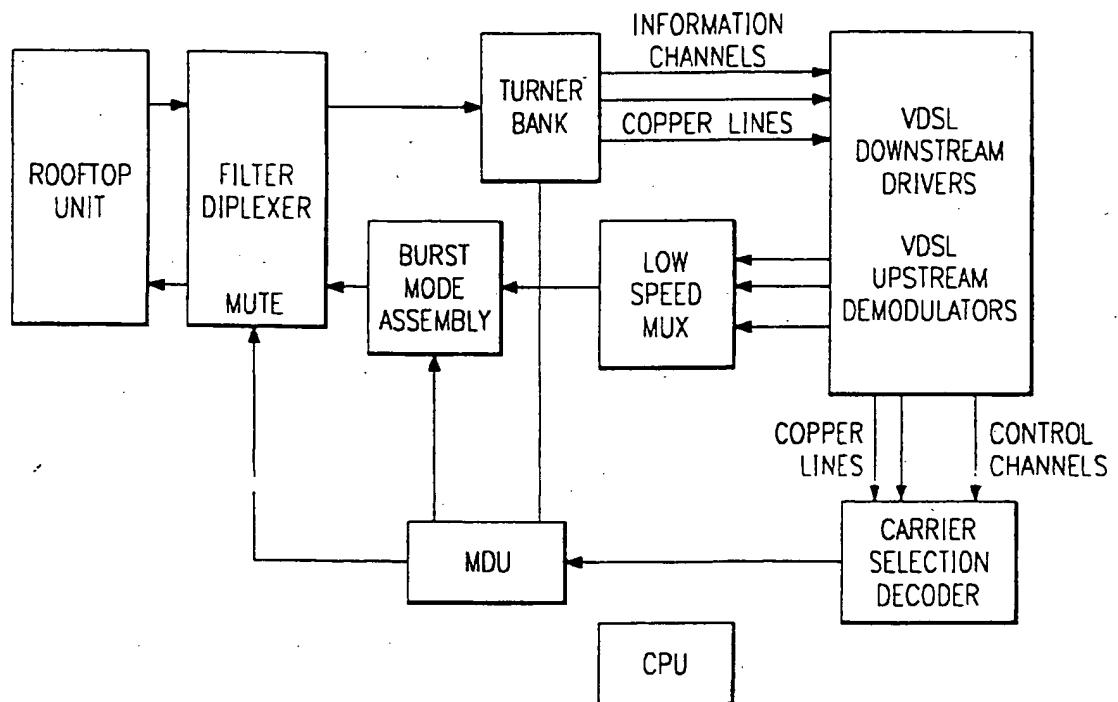 INFORMATION
CHANNELS
TURNER
BANK
COPPER LINES
VDSL
DOWNSTREAM
DRIVERS
VDSL
UPSTREAM
DEMODULATORS
ROOFTOP
UNIT
FILTER
DIPLEXER
MUTE
BURST
MODE
ASSEMBLY
LOW
SPEED
MUX
COPPER
LINES
CONTROL
CHANNELS
MDU
CARRIER
SELECTION
DECODER
CPU